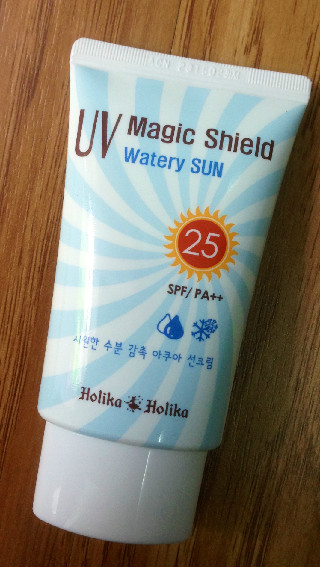 UV Magic Shield
Watery SUN
25
SPF/ PA++
시원한 수분 감촉 아쿠아 선크림
Holika Holika